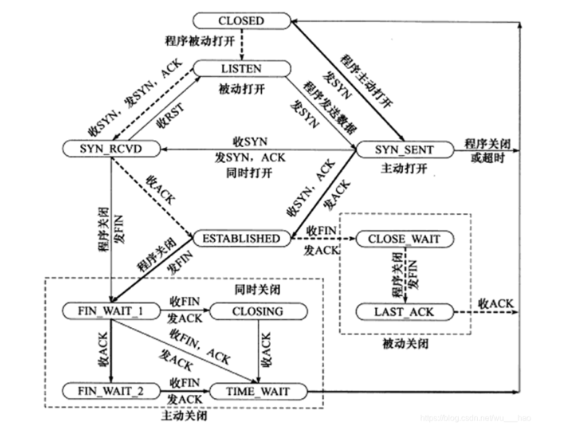 CLOSED
程序被动打开
LISTEN
被动打开
收SYN，发SYN，ACK
收RST
程序发送数据
发SYN
程序主动打开
发SYN
SYN_RCVD
收SYN
发SYN，ACK
同时打开
SYN_SENT
主动打开
程序关闭
或超时
收ACK
收SYN，ACK
发ACK
程序关闭
发FIN
ESTABLISHED
程序关闭
发FIN
收FIN
发ACK
CLOSE_WAIT
程序关闭
发FIN
LAST_ACK
收ACK
被动关闭
同时关闭
FIN_WAIT_1
收FIN
发ACK
CLOSING
收ACK
收FIN，ACK
发ACK
收ACK
FIN_WAIT_2
收FIN
发ACK
TIME_WAIT
主动关闭